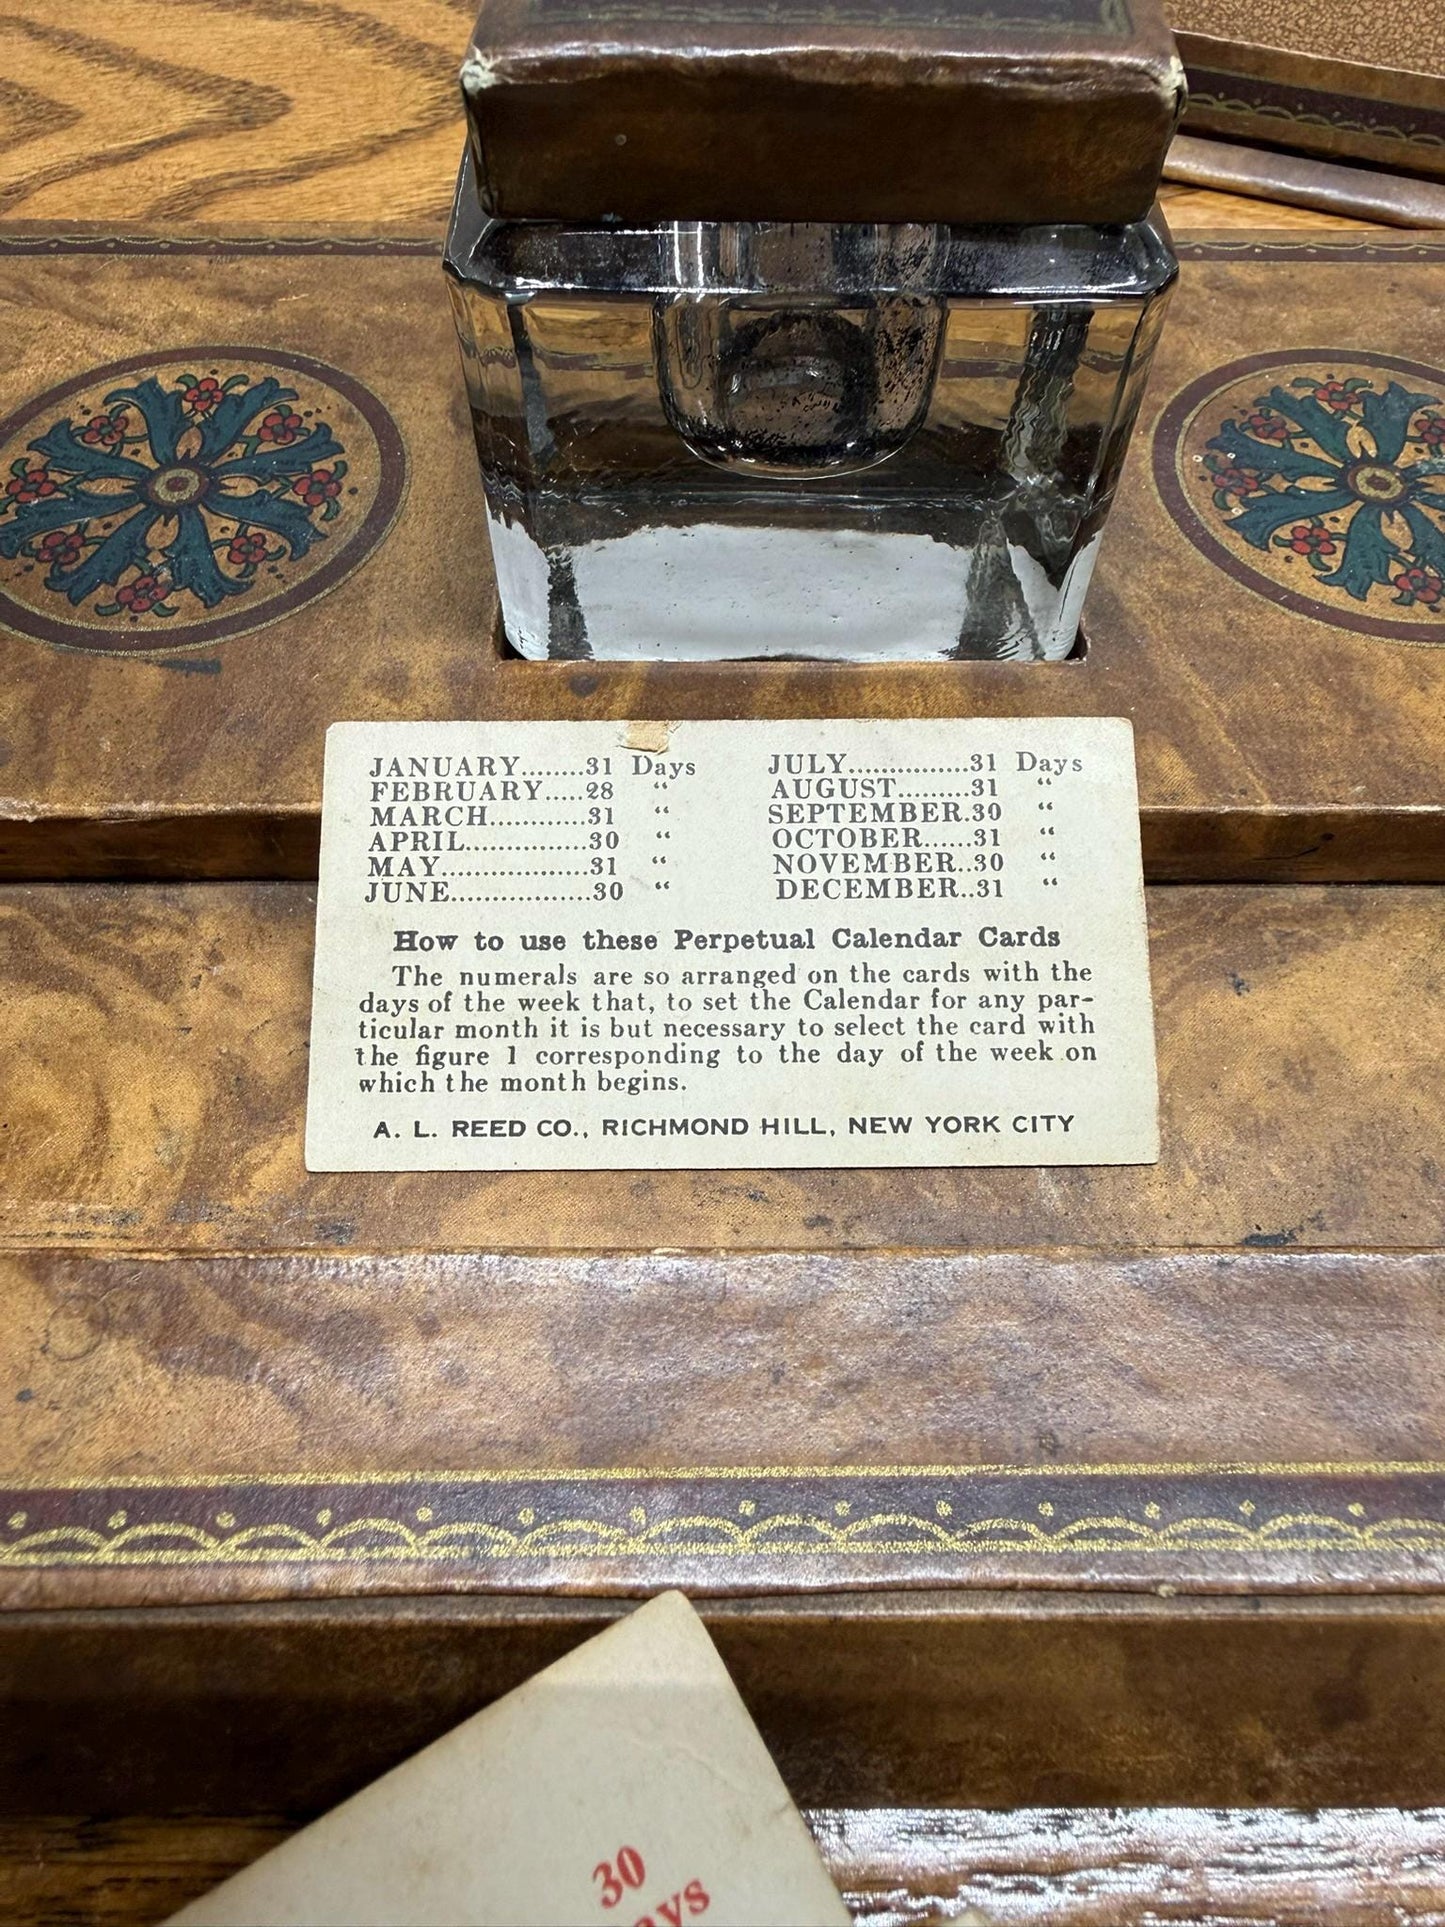 JANUARY........31 Days
FEBRUARY.....28 “
MARCH............31 “
APRIL...............30 “
MAY..................31 “
JUNE.................30 “
JULY...............31 Days
AUGUST.........31 “
SEPTEMBER.30 “
OCTOBER......31 “
NOVEMBER..30 “
DECEMBER..31 “
How to use these Perpetual Calendar Cards
The numerals are so arranged on the cards with the
days of the week that, to set the Calendar for any par-
ticular month it is but necessary to select the card with
the figure 1 corresponding to the day of the week on
which the month begins.
A. L. REED CO., RICHMOND HILL, NEW YORK CITY
30